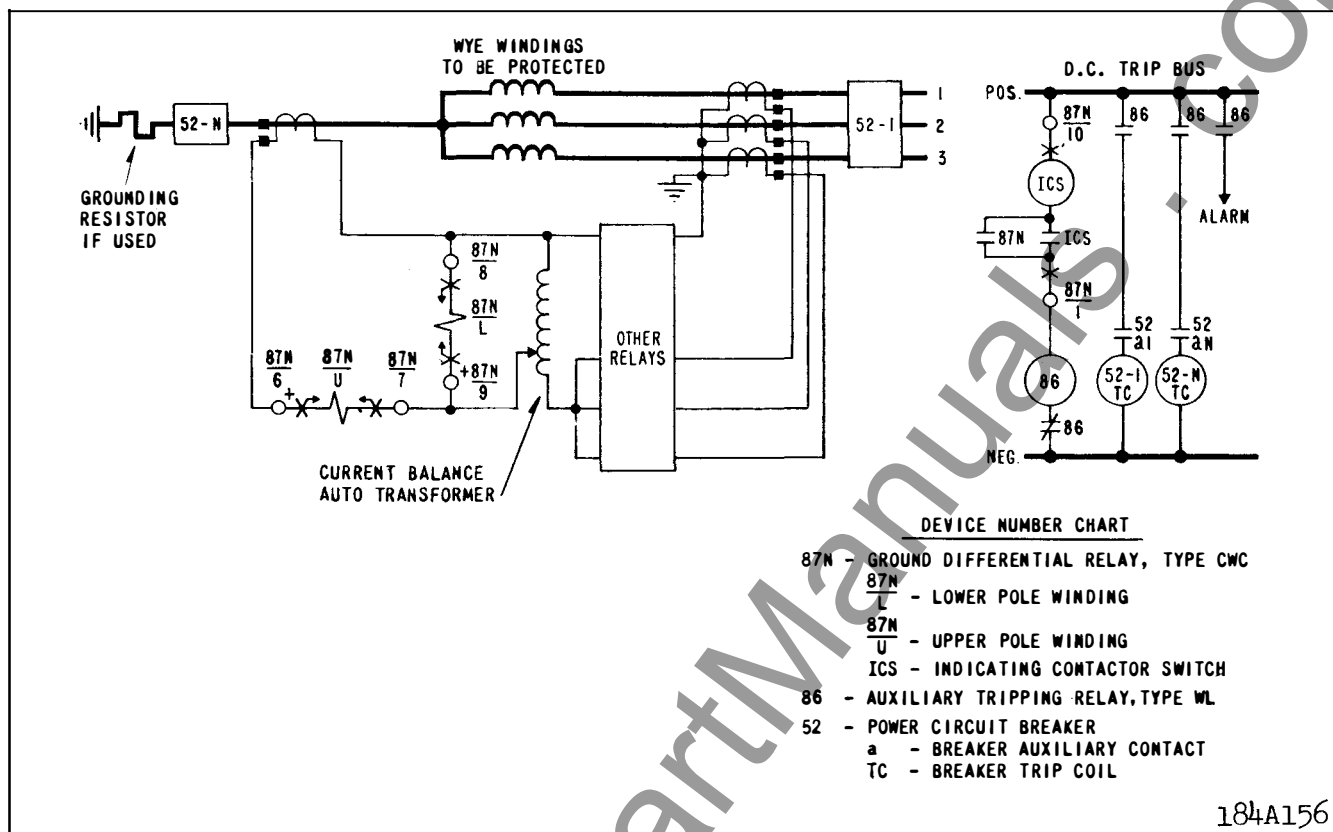 WYE WINDINGS
TO BE PROTECTED
52-N
GROUNDING
RESISTOR
IF USED
1
2
3
52-1
87N
8
87N
L
+87N
9
87N
6
+
87N
U
87N
7
OTHER
RELAYS
CURRENT BALANCE
AUTO TRANSFORMER
D.C. TRIP BUS
POS.
87N
10
ICS
87N
ICS
87N
1
86
86
86
86
86
ALARM
52
a1
52
aN
52-1
TC
52-N
TC
NEG.
DEVICE NUMBER CHART
87N - GROUND DIFFERENTIAL RELAY, TYPE CWC
87N
L - LOWER POLE WINDING
87N
U - UPPER POLE WINDING
ICS - INDICATING CONTACTOR SWITCH
86 - AUXILIARY TRIPPING RELAY, TYPE WL
52 - POWER CIRCUIT BREAKER
a - BREAKER AUXILIARY CONTACT
TC - BREAKER TRIP COIL
184A156
artManuals.co